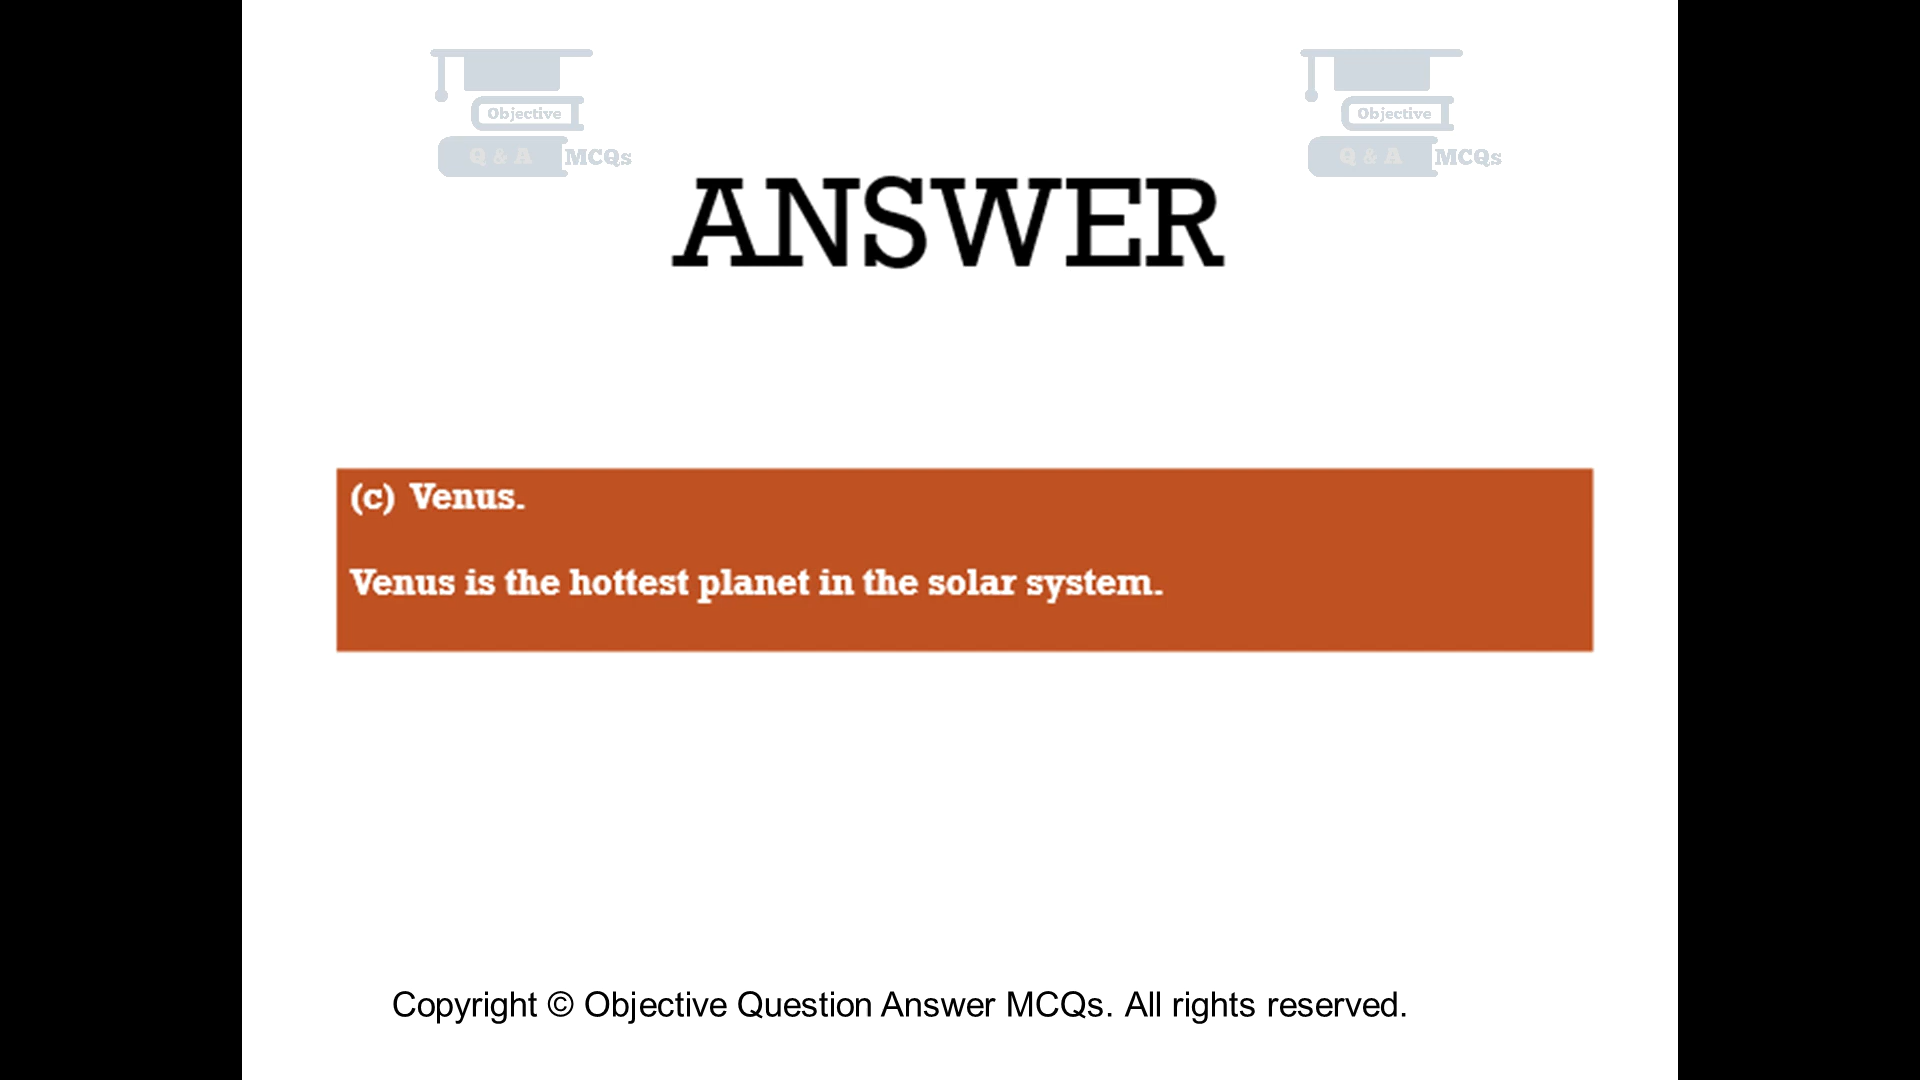 Objective
Q & A MCQs
Objective
Q & A MCQs
ANSWER
(c) Venus.
Venus is the hottest planet in the solar system.
Copyright © Objective Question Answer MCQs. All rights reserved.